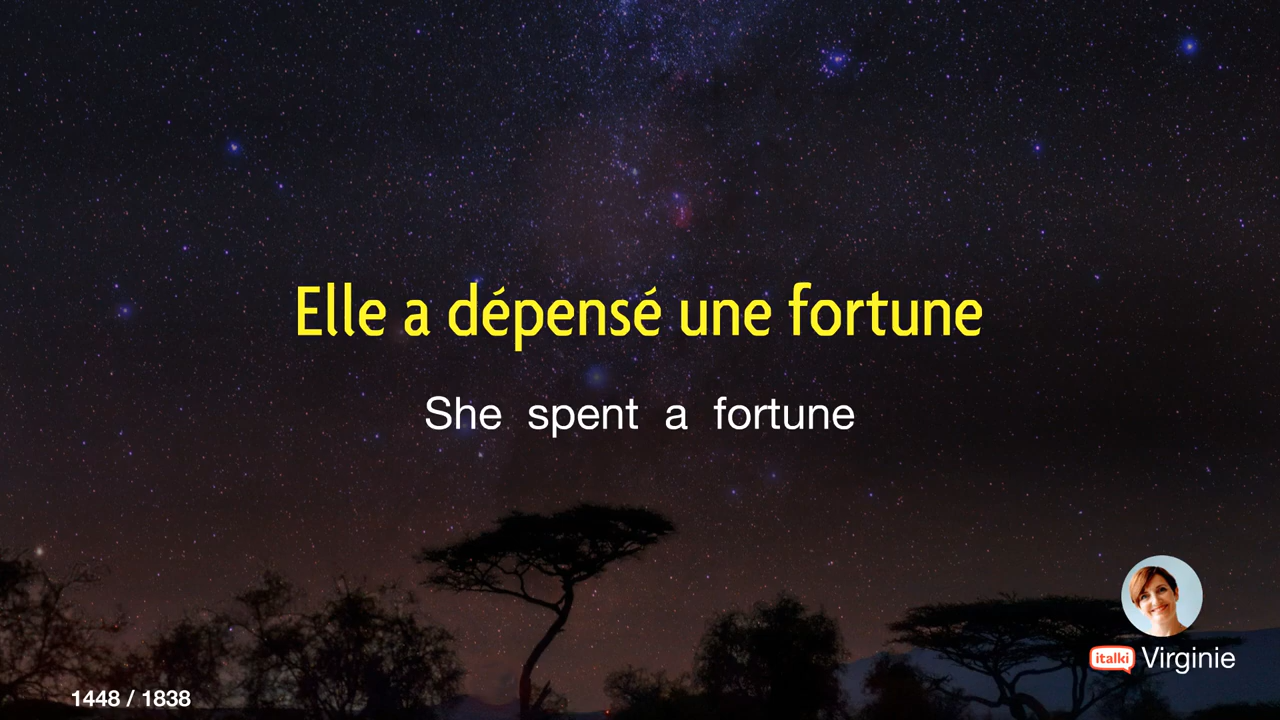 Elle a dépensé une fortune
She spent a fortune
italki Virginie
1448 / 1838